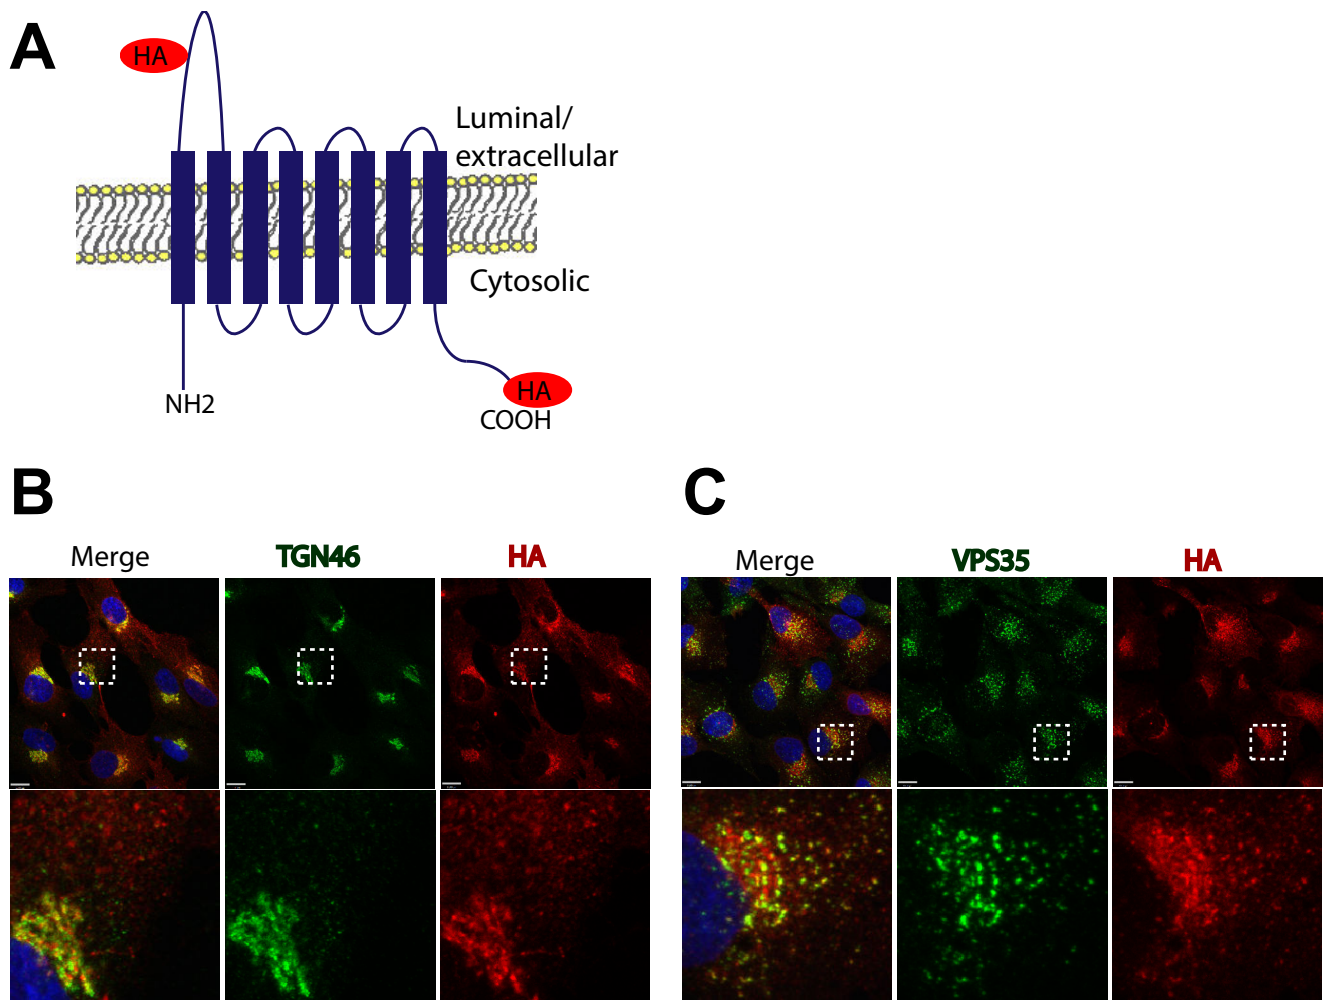 A
HA
Luminal/
extracellular
Cytosolic
NH2
HA
COOH
B
Merge
TGN46
HA
C
Merge
VPS35
HA